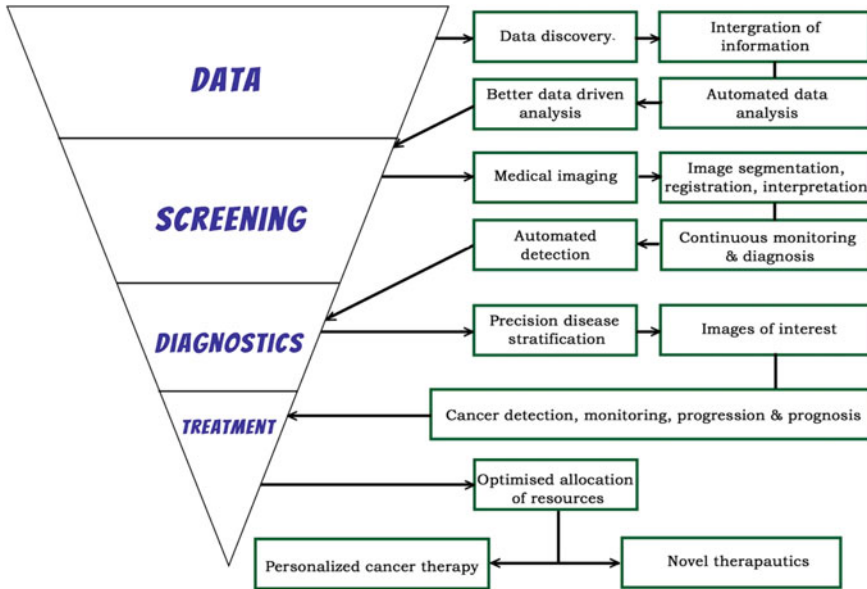 DATA
Data discovery.
Intergration of
information
Better data driven
analysis
Automated data
analysis
SCREENING
Medical imaging
Image segmentation,
registration, interpretation
Automated
detection
Continuous monitoring
& diagnosis
DIAGNOSTICS
Precision disease
stratification
Images of interest
TREATMENT
Cancer detection, monitoring, progression & prognosis
Optimised allocation
of resources
Personalized cancer therapy
Novel therapautics